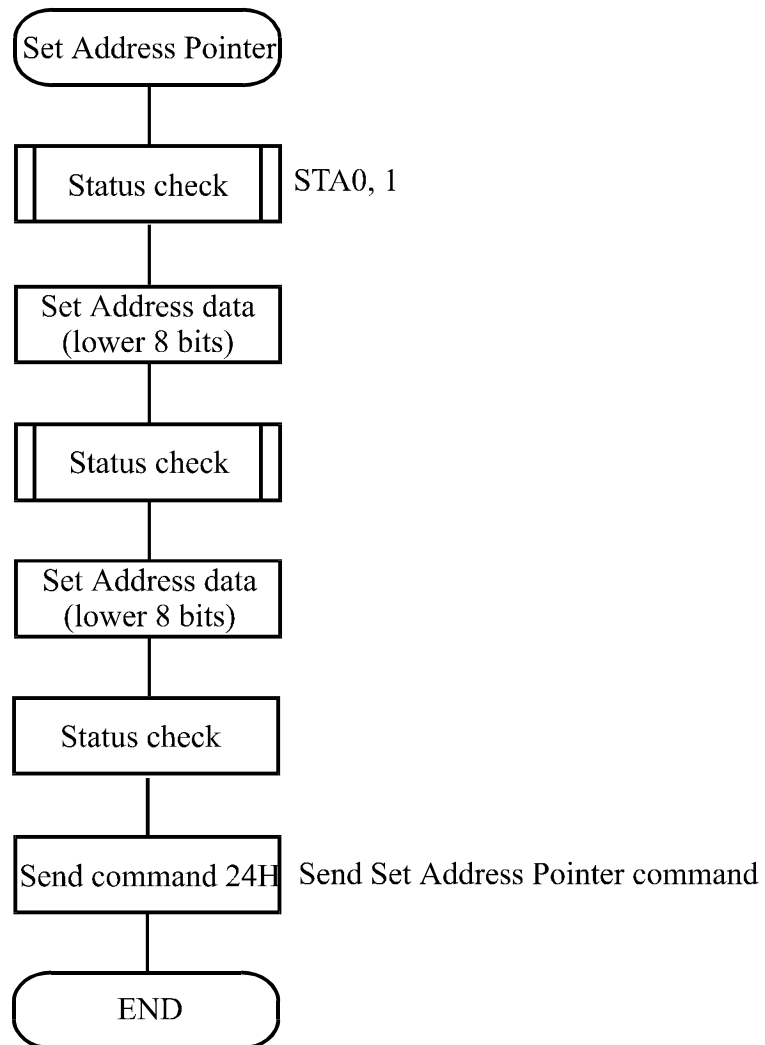 Set Address Pointer
Status check
STA0, 1
Set Address data
(lower 8 bits)
Status check
Set Address data
(lower 8 bits)
Status check
Send command 24H
Send Set Address Pointer command
END